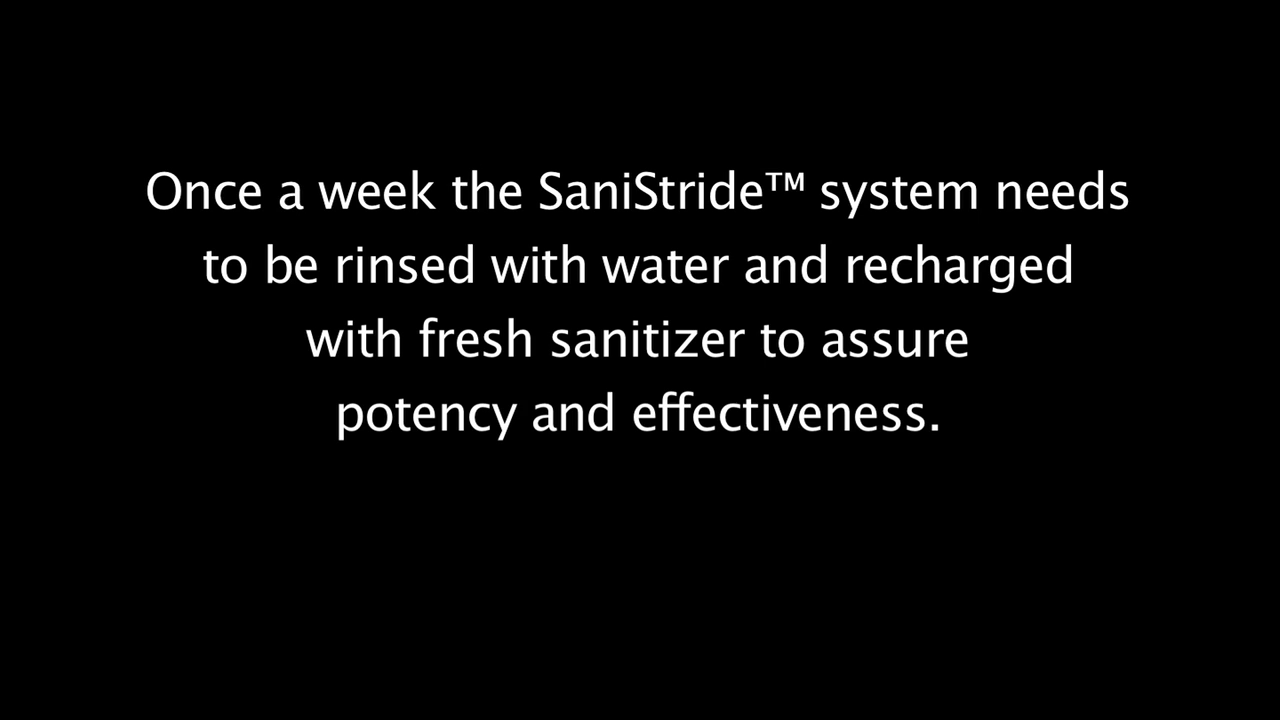 Once a week the SaniStride™ system needs
to be rinsed with water and recharged
with fresh sanitizer to assure
potency and effectiveness.